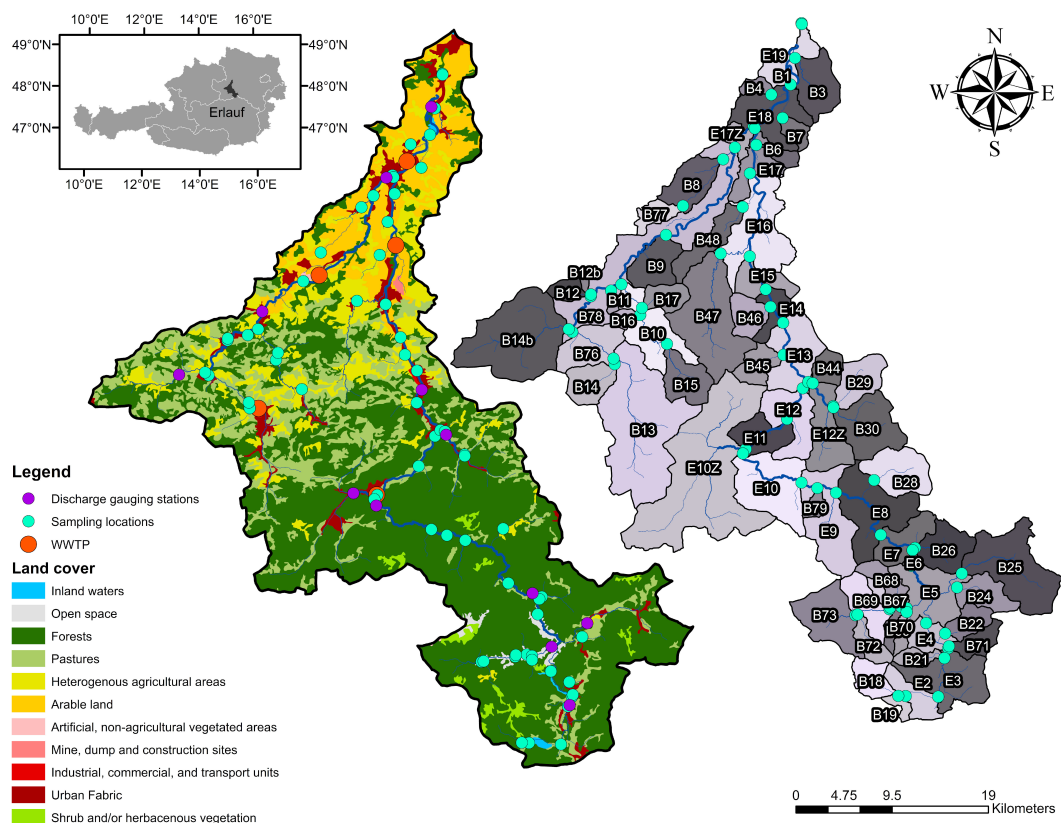 10°0'E 12°0'E 14°0'E 16°0'E
49°0'N 49°0'N
48°0'N 48°0'N
47°0'N 47°0'N
Erlauf
10°0'E 12°0'E 14°0'E 16°0'E
N
W E
S
E19
B1
B4 B3
E18
E17Z B7
B6
E17
B8
B77
E16
B48
B9
B12b E15
B12
B11 B17
B78 B46 E14
B16
B14b B47
B10
B76 E13
B45 B44
B14 B15 B29
E12
B13 E11 E12Z B30
E10Z E10
B28
B79
E8
E9
E7 B26
E6 B25
B68
E5 B24
B69 B67
B73 B70
B22
E4
B72 B71
B21
B18 E2 E3
B19
Legend
Discharge gauging stations
Sampling locations
WWTP
Land cover
Inland waters
Open space
Forests
Pastures
Heterogenous agricultural areas
Arable land
Artificial, non-agricultural vegetated areas
Mine, dump and construction sites
Industrial, commercial, and transport units
Urban Fabric
Shrub and/or herbacenous vegetation
0 4.75 9.5 19
Kilometers